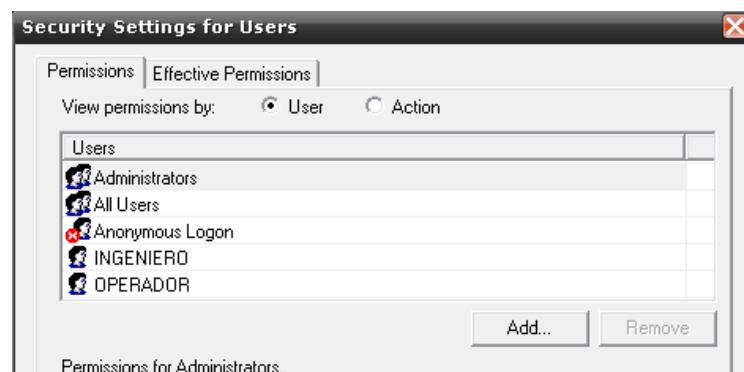 Security Settings for Users
Permissions Effective Permissions
View permissions by: User Action
Users
Administrators
All Users
Anonymous Logon
INGENIERO
OPERADOR
Add... Remove
Permissions for Administrators.